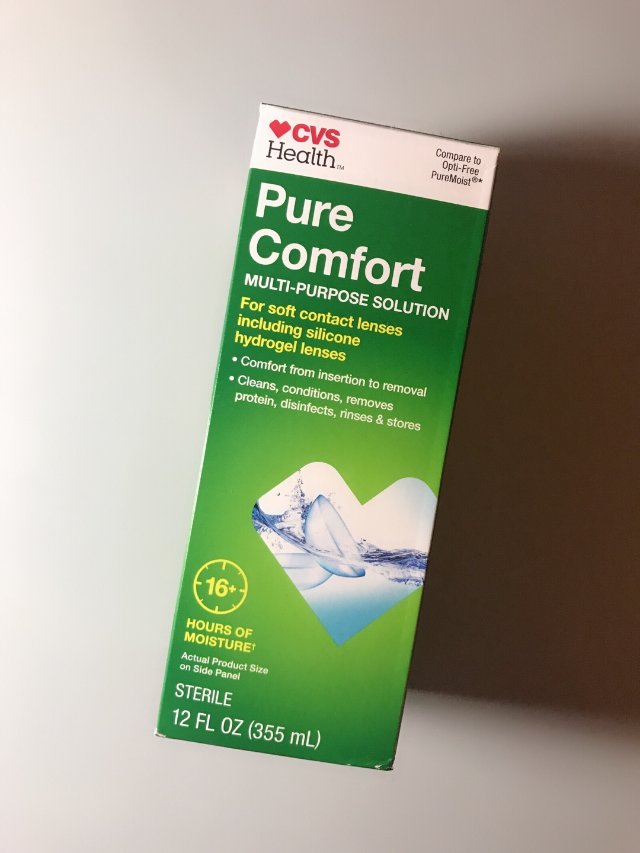 CVS
Health™
Compare to
Opti-Free
PureMoist®*
Pure
Comfort
MULTI-PURPOSE SOLUTION
For soft contact lenses
including silicone
hydrogel lenses
• Comfort from insertion to removal
• Cleans, conditions, removes
protein, disinfects, rinses & stores
16+
HOURS OF
MOISTURE†
Actual Product Size
on Side Panel
STERILE
12 FL OZ (355 mL)